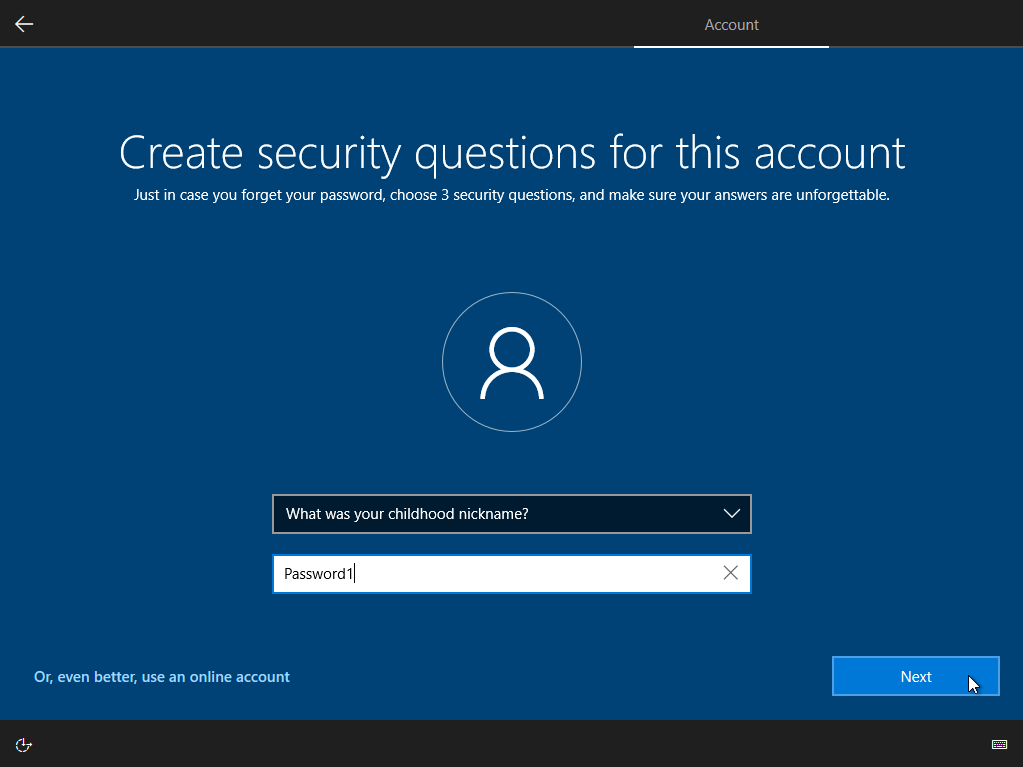 Account
Create security questions for this account
Just in case you forget your password, choose 3 security questions, and make sure your answers are unforgettable.
What was your childhood nickname?
Password1
Or, even better, use an online account
Next